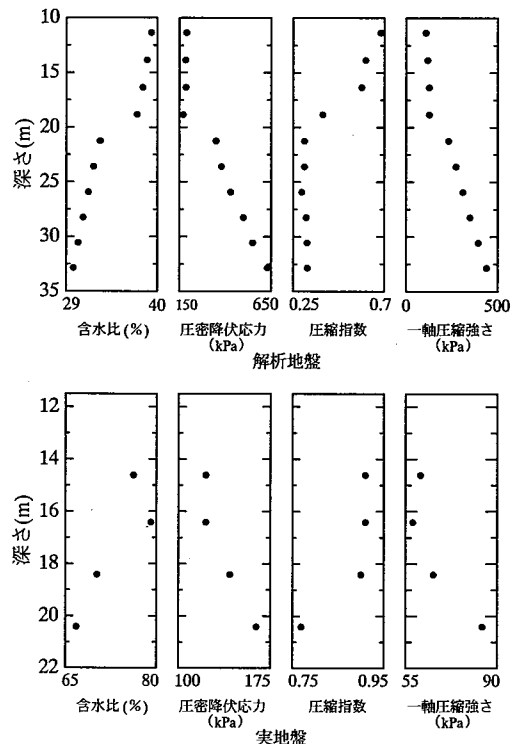 10
15
20
25
30
35
深さ(m)
29 40 150 650 0.25 0.7 0 500
含水比(%) 圧密降伏応力 圧縮指数 一軸圧縮強さ
(kPa) (kPa)
解析地盤
12
14
16
18
20
22
深さ(m)
65 80 100 175 0.75 0.95 55 90
含水比(%) 圧密降伏応力 圧縮指数 一軸圧縮強さ
(kPa) (kPa)
実地盤